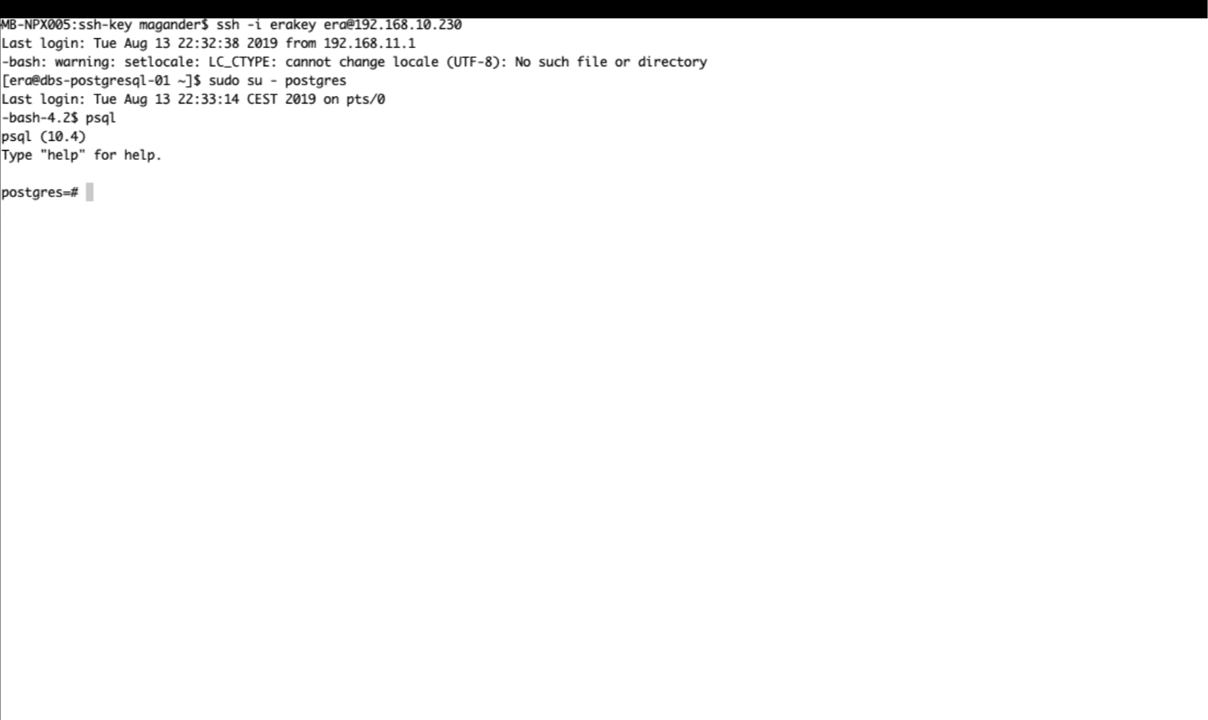 MB-NPX005:ssh-key magander$ ssh -i erakey era@192.168.10.230
Last login: Tue Aug 13 22:32:38 2019 from 192.168.11.1
-bash: warning: setlocale: LC_CTYPE: cannot change locale (UTF-8): No such file or directory
[era@dbs-postgresql-01 ~]$ sudo su - postgres
Last login: Tue Aug 13 22:33:14 CEST 2019 on pts/0
-bash-4.2$ psql
psql (10.4)
Type "help" for help.
postgres=#